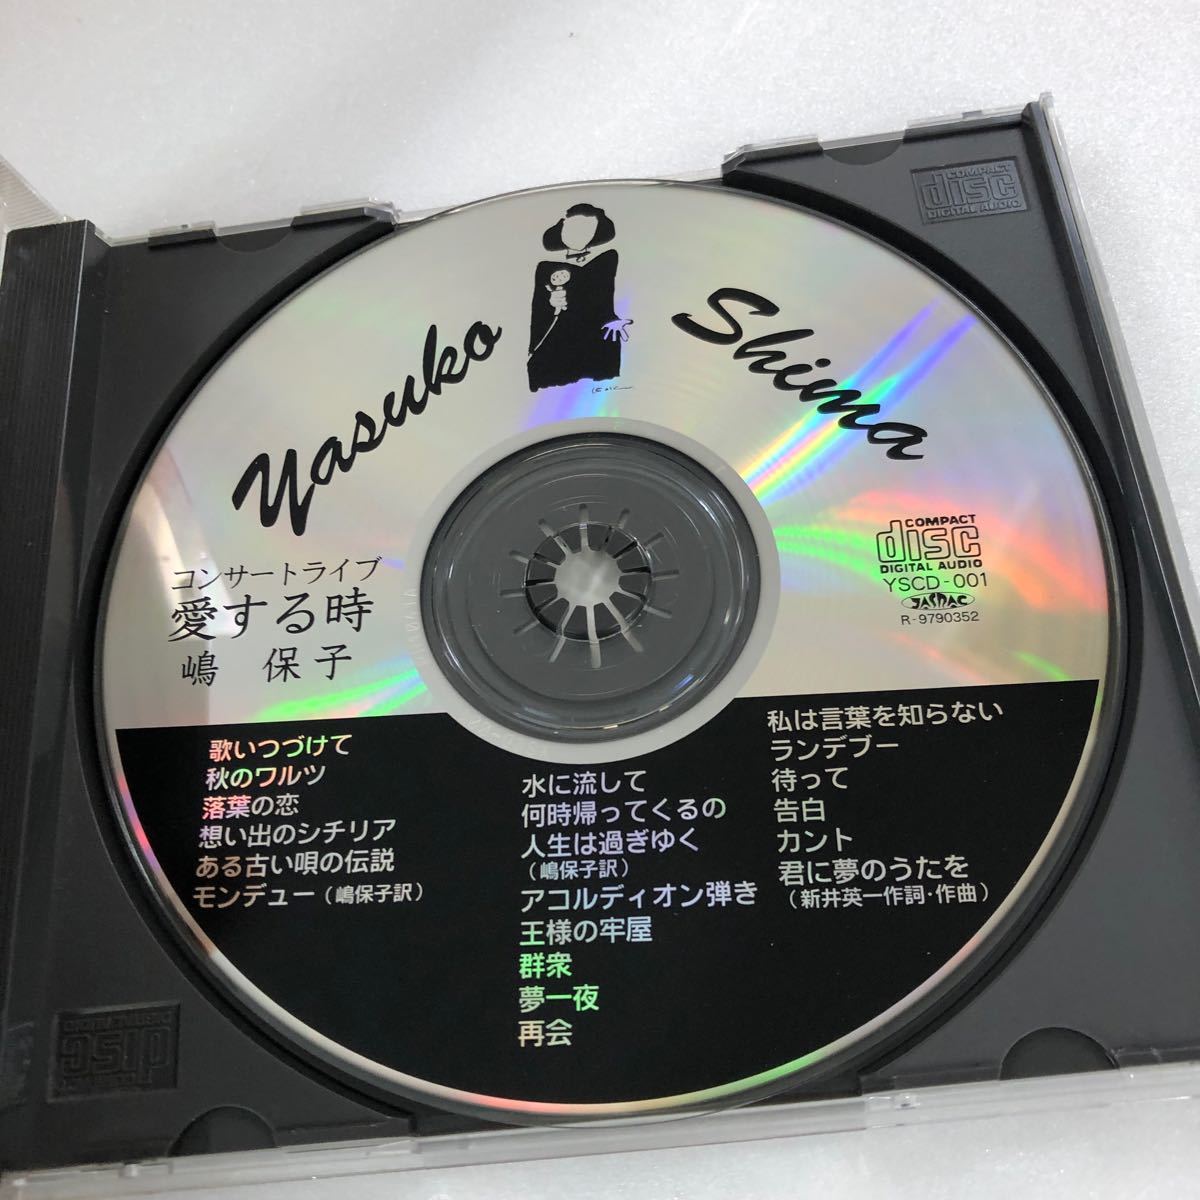 Yasuko Shima
コンサートライブ
愛する時
嶋 保子
COMPACT
disc
DIGITAL AUDIO
YSCD-001
JASRAC
R-9790352
歌いつづけて
秋のワルツ
落葉の恋
想い出のシチリア
ある古い唄の伝説
モンデュー(嶋保子訳)
水に流して
何時帰ってくるの
人生は過ぎゆく
(嶋保子訳)
アコルディオン弾き
王様の牢屋
群衆
夢一夜
再会
私は言葉を知らない
ランデブー
待って
告白
カント
君に夢のうたを
(新井英一作詞・作曲)
COMPACT
disc
DIGITAL AUDIO